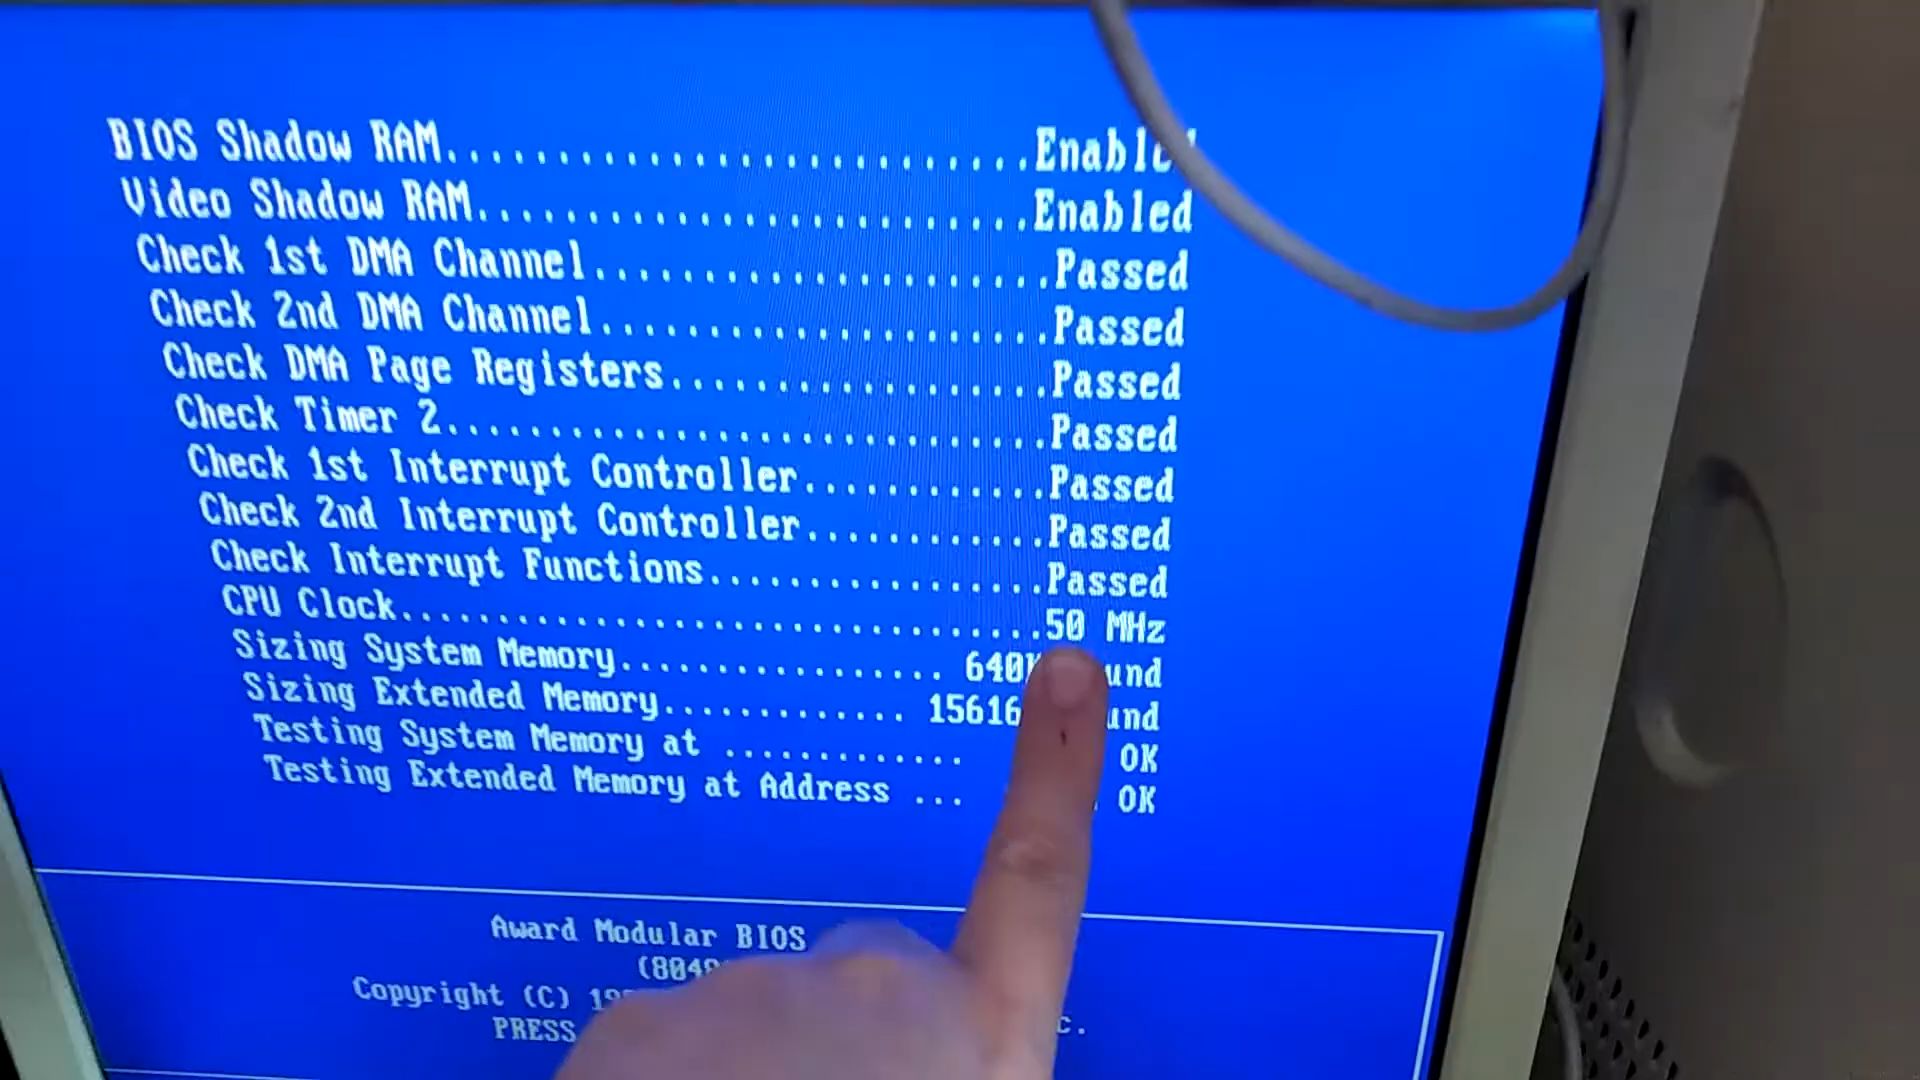 BIOS Shadow RAM............................Enabled
Video Shadow RAM...........................Enabled
Check 1st DMA Channel......................Passed
Check 2nd DMA Channel......................Passed
Check DMA Page Registers...................Passed
Check Timer 2..............................Passed
Check 1st Interrupt Controller.............Passed
Check 2nd Interrupt Controller.............Passed
Check Interrupt Functions..................Passed
CPU Clock..................................50 MHz
Sizing System Memory................. 640K
Sizing Extended Memory............. 15616
Testing System Memory at ............. OK
Testing Extended Memory at Address ... OK
Award Modular BIOS
Copyright (C)
PRESS